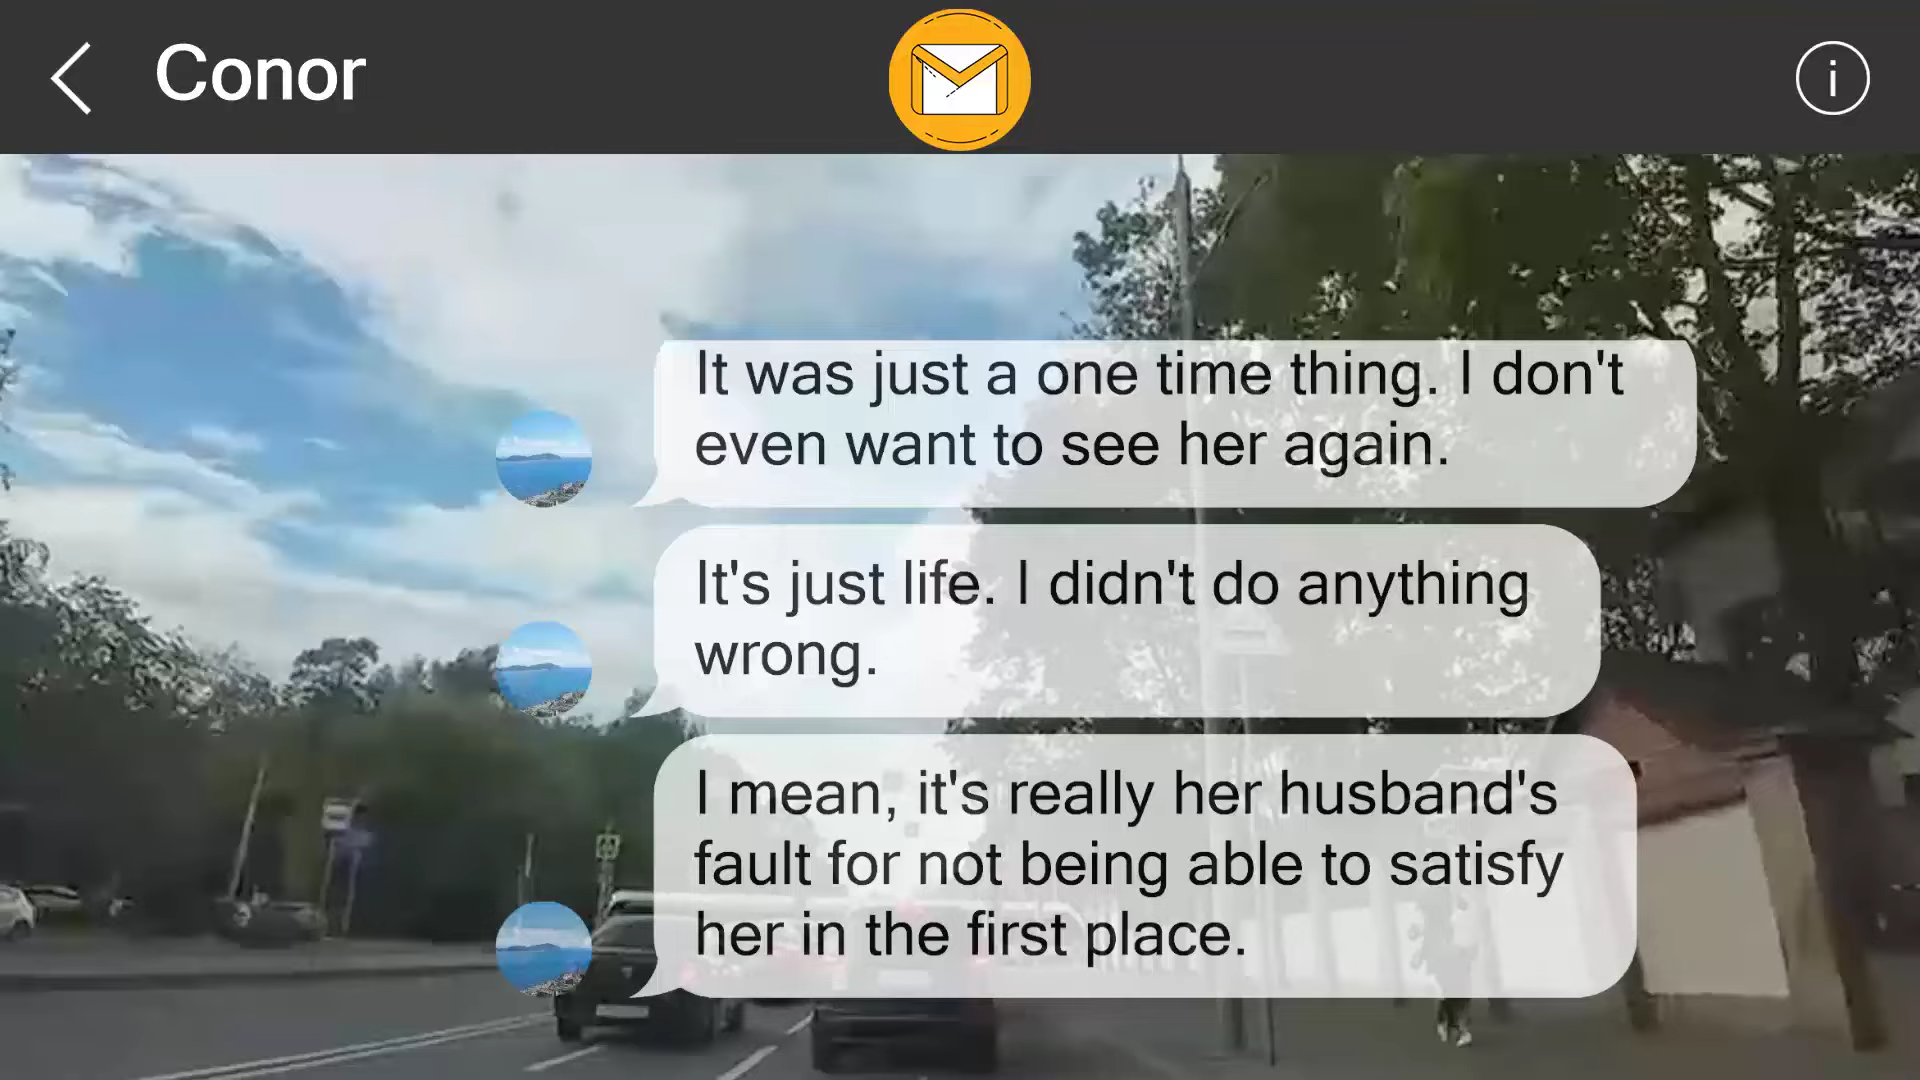 Conor
It was just a one time thing. I don't
even want to see her again.
It's just life. I didn't do anything
wrong.
I mean, it's really her husband's
fault for not being able to satisfy
her in the first place.